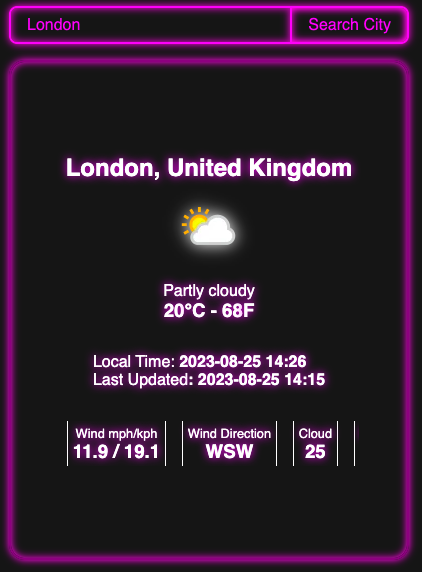 London
Search City
London, United Kingdom
Partly cloudy
20°C - 68F
Local Time: 2023-08-25 14:26
Last Updated: 2023-08-25 14:15
Wind mph/kph
11.9 / 19.1
Wind Direction
WSW
Cloud
25